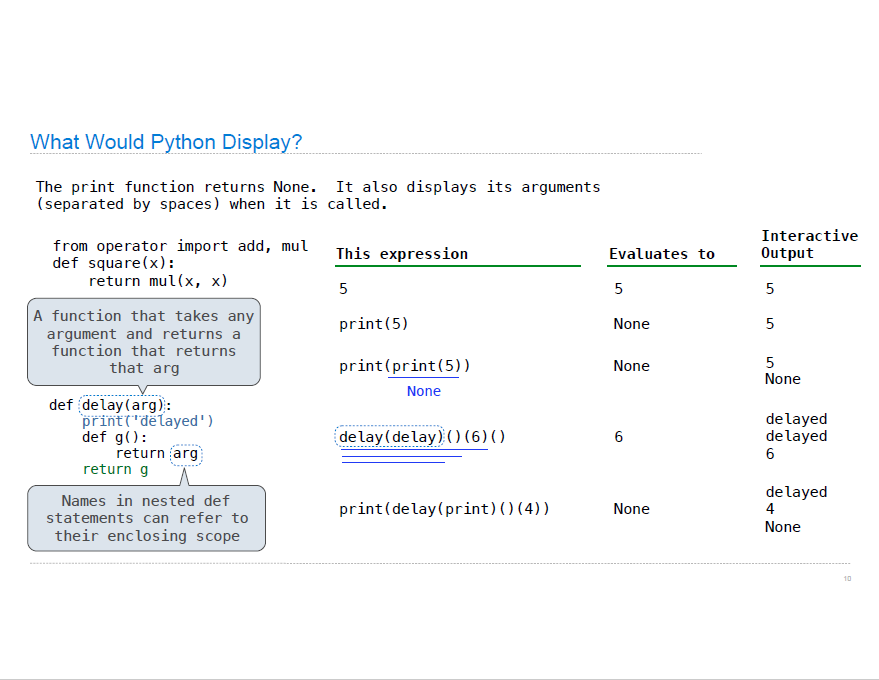 What Would Python Display?
The print function returns None.  It also displays its arguments
(separated by spaces) when it is called.
from operator import add, mul
def square(x):
    return mul(x, x)
A function that takes any
argument and returns a
function that returns
that arg
def delay(arg):
    print('delayed')
    def g():
        return arg
    return g
Names in nested def
statements can refer to
their enclosing scope
This expression
Evaluates to
Interactive
Output
5
5
5
print(5)
None
5
print(print(5))
None
None
5
None
delay(delay)()(6)()
6
delayed
delayed
6
print(delay(print)()(4))
None
delayed
4
None
10